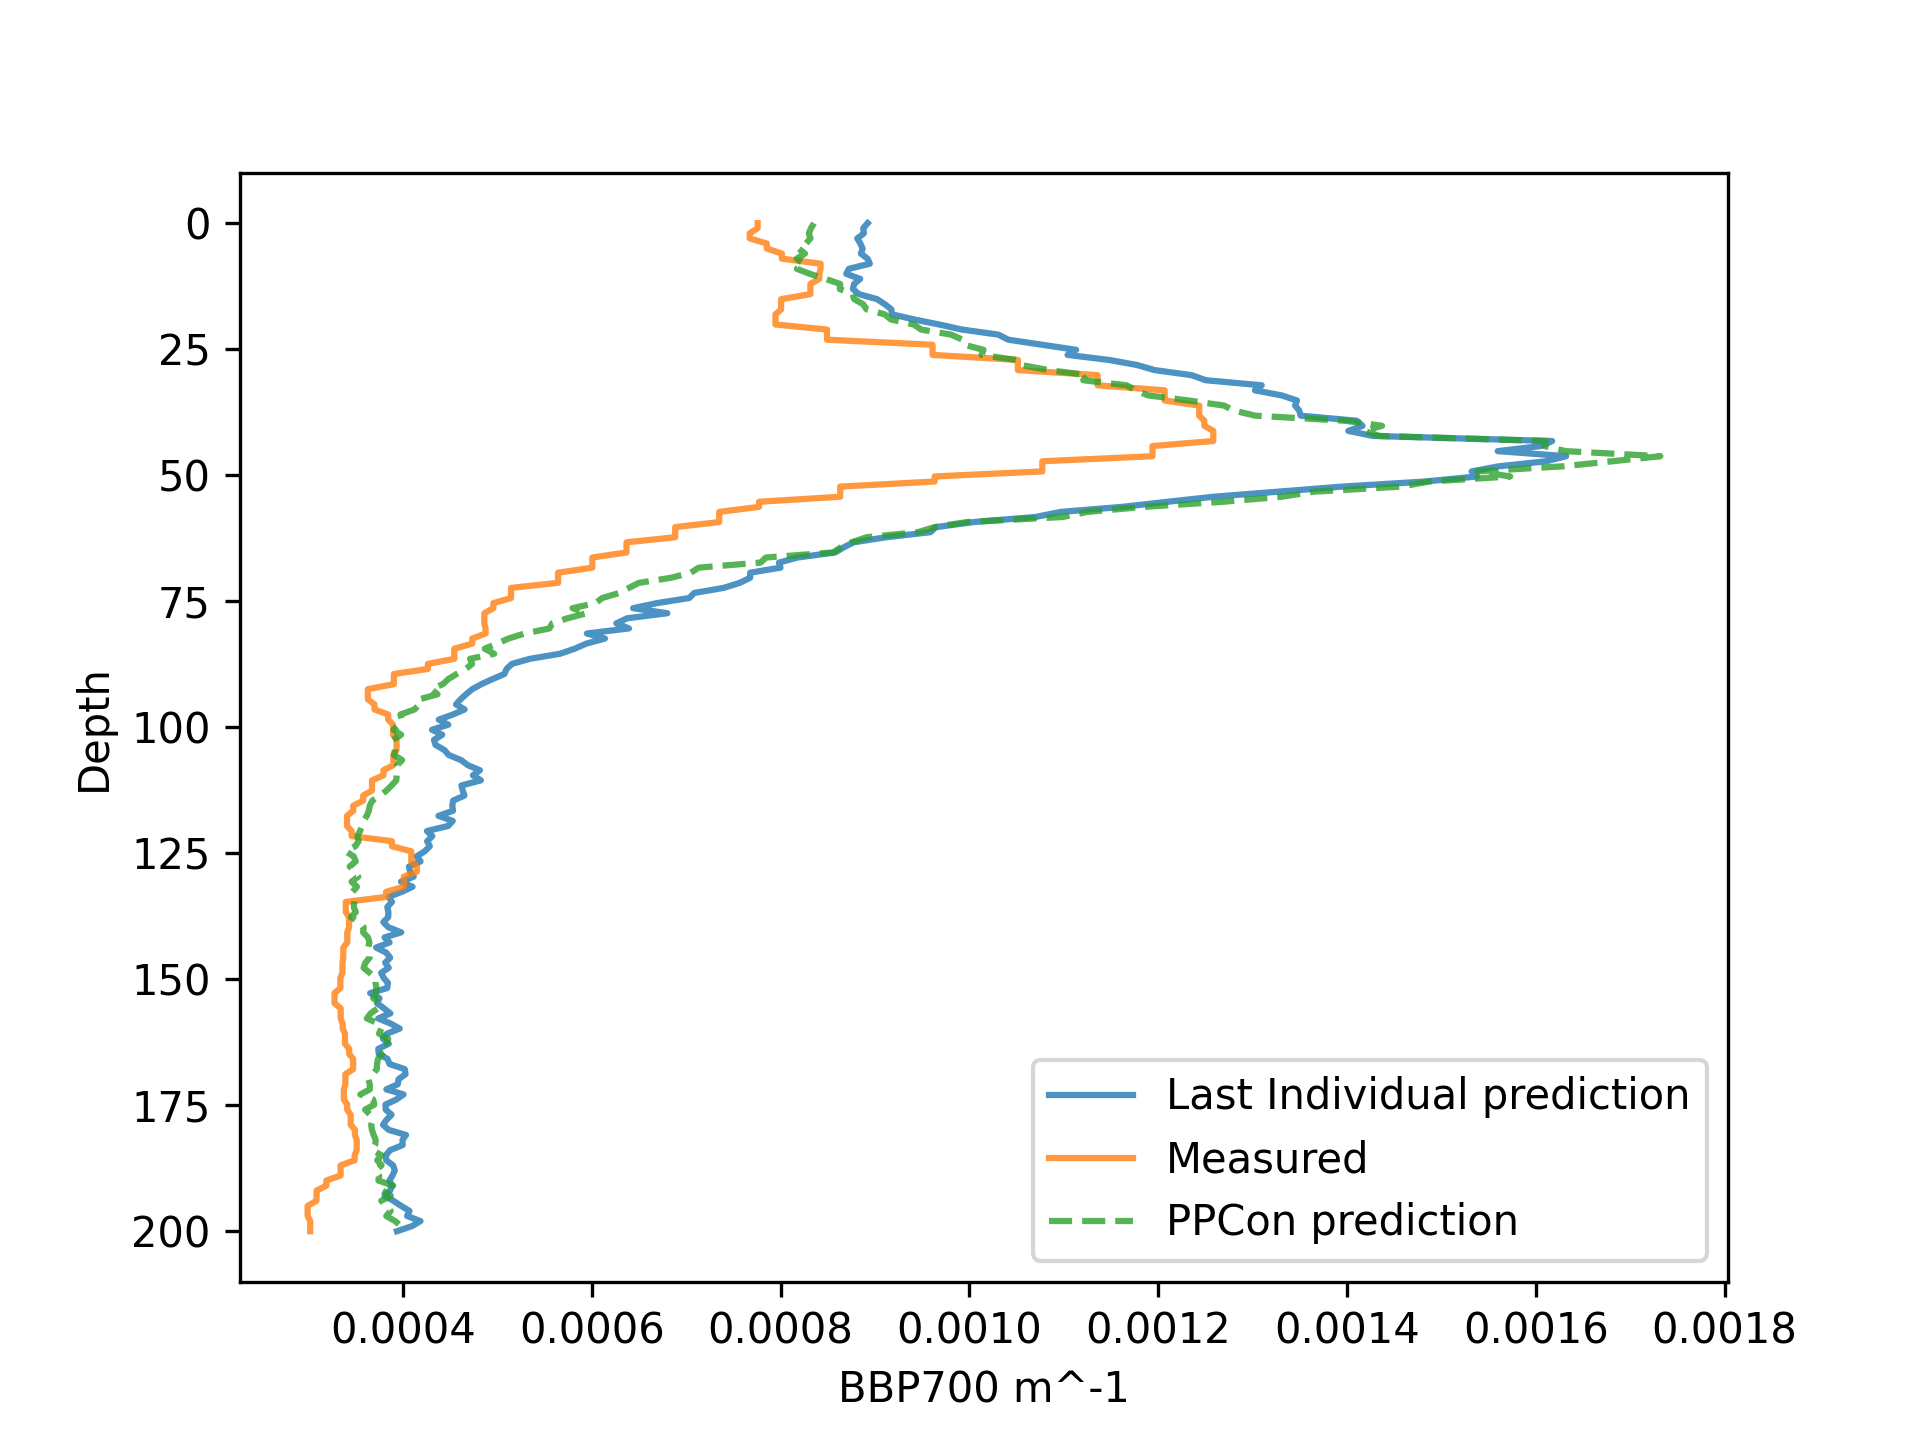 0
25
50
75
100
125
150
175
200
Depth
0.0004 0.0006 0.0008 0.0010 0.0012 0.0014 0.0016 0.0018
BBP700 m^-1
Last Individual prediction
Measured
PPCon prediction